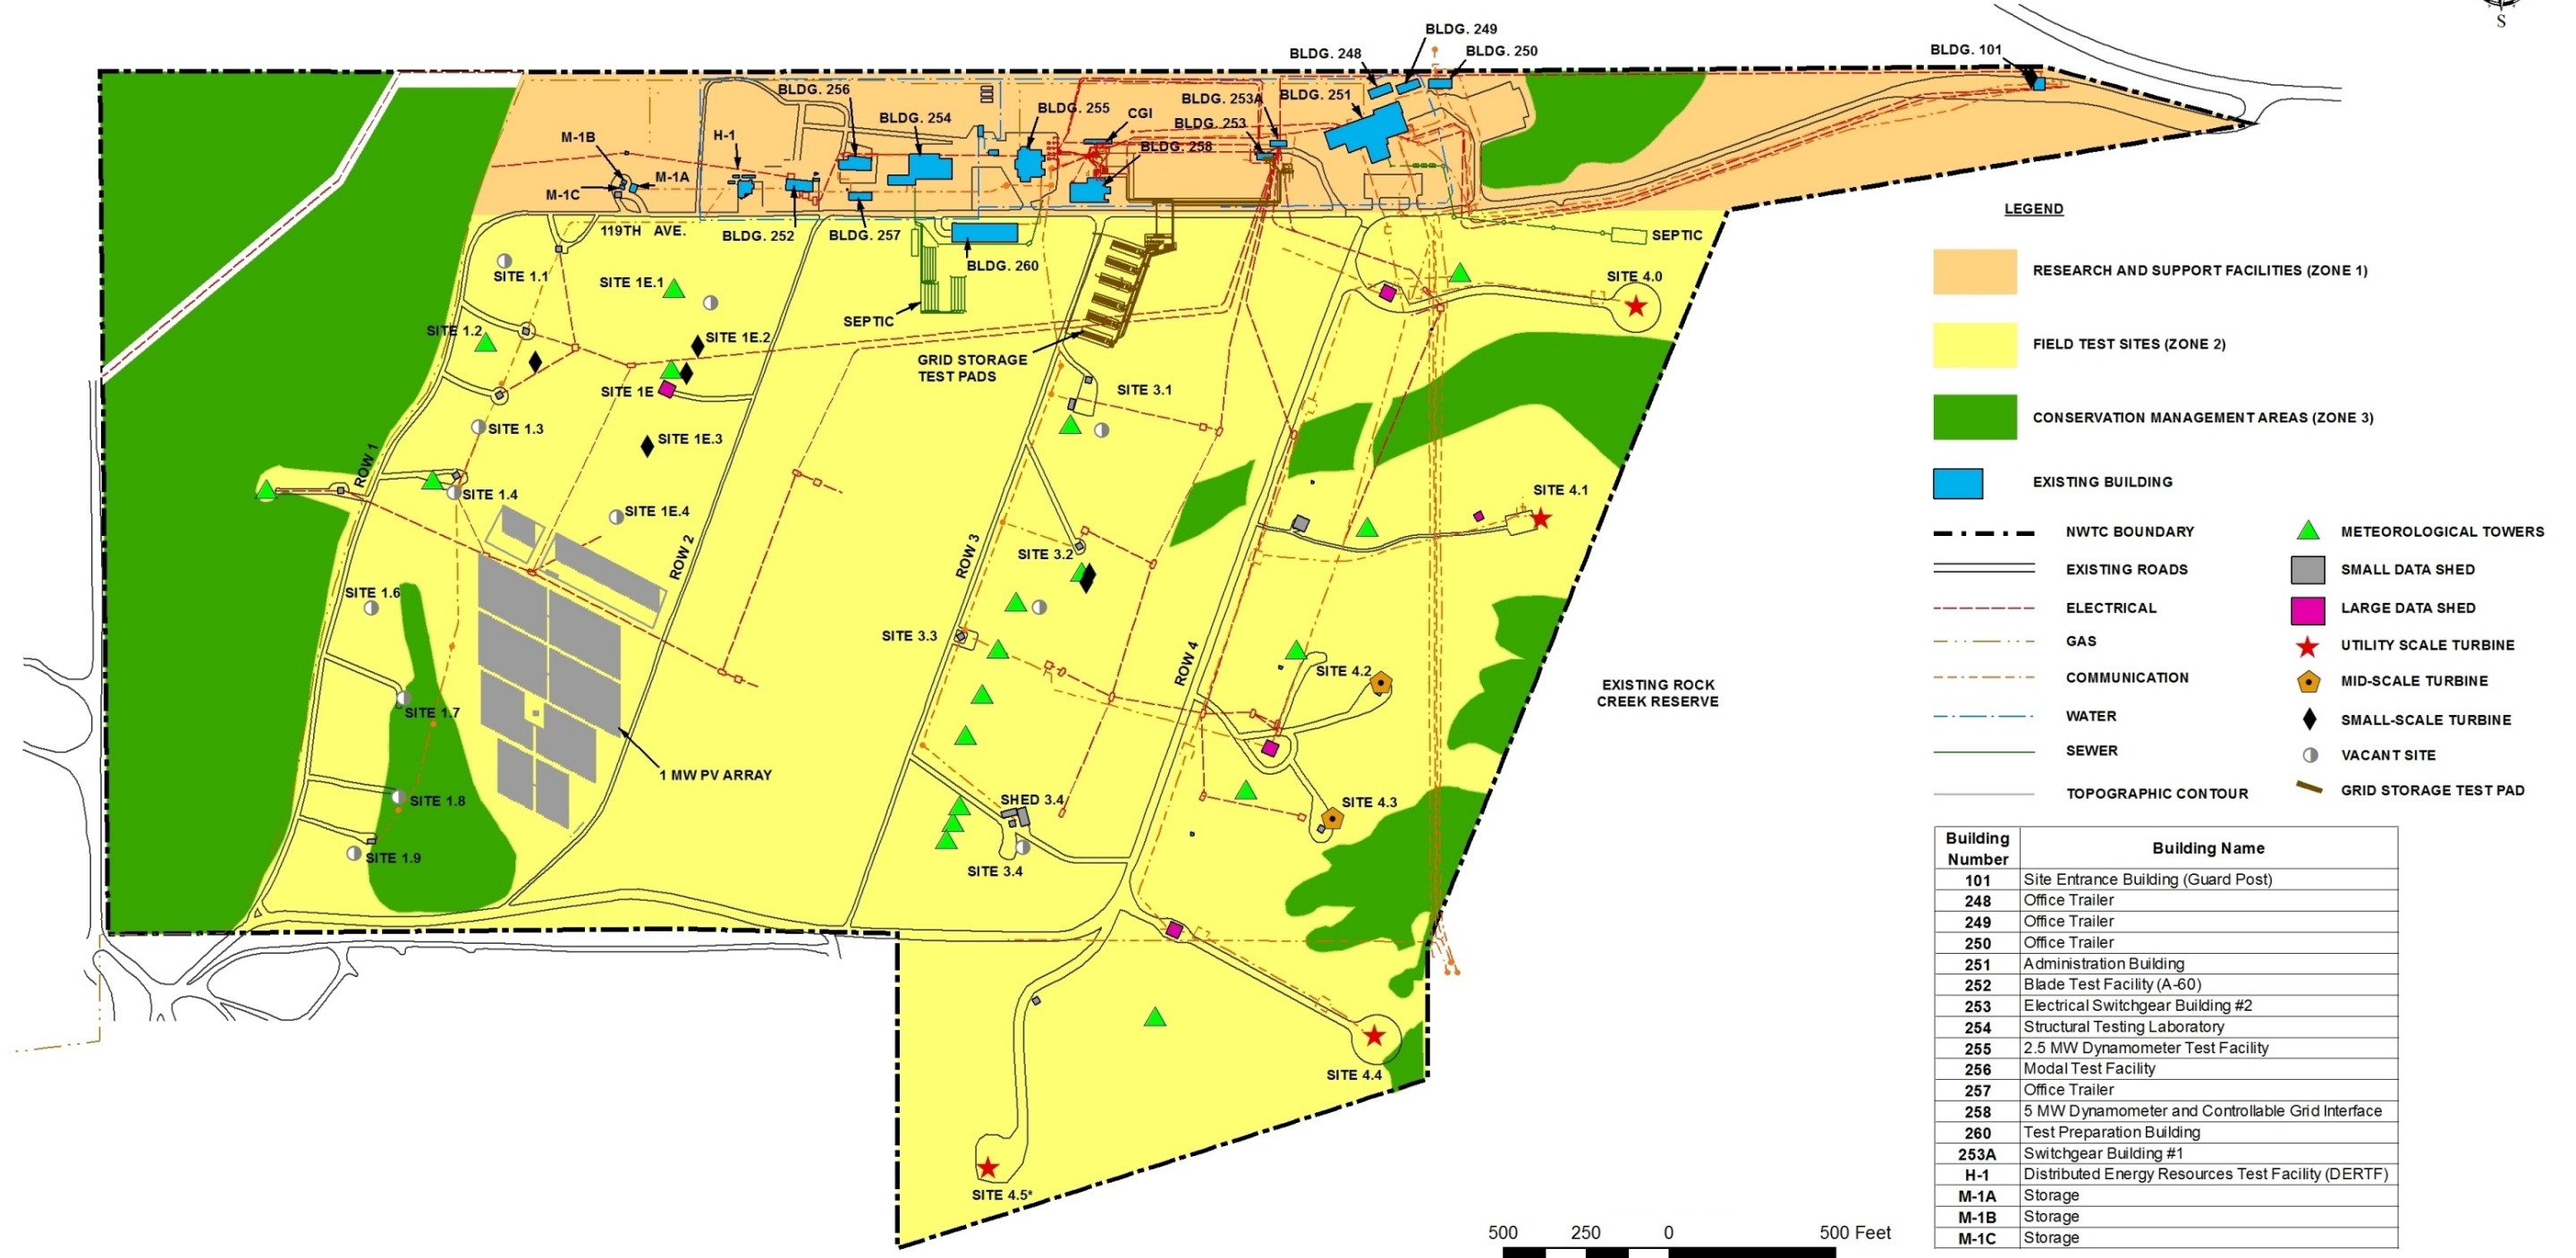 S
BLDG. 249
BLDG. 248
BLDG. 250
BLDG. 101
BLDG. 256
BLDG. 253A
BLDG. 251
BLDG. 255
CGI
BLDG. 254
BLDG. 253
M-1B
H-1
BLDG. 258
M-1A
M-1C
119TH AVE.
BLDG. 252
BLDG. 257
BLDG. 260
SEPTIC
SITE 1.1
SITE 1E.1
SITE 4.0
SEPTIC
SITE 1.2
SITE 1E.2
GRID STORAGE
TEST PADS
SITE 1E
SITE 3.1
SITE 1.3
SITE 1E.3
ROW 1
SITE 1.4
SITE 4.1
SITE 1E.4
ROW 2
ROW 3
SITE 3.2
SITE 1.6
SITE 3.3
ROW 4
SITE 4.2
EXISTING ROCK
CREEK RESERVE
SITE 1.7
1 MW PV ARRAY
SITE 1.8
SHED 3.4
SITE 4.3
SITE 1.9
SITE 3.4
SITE 4.4
SITE 4.5*
LEGEND
RESEARCH AND SUPPORT FACILITIES (ZONE 1)
FIELD TEST SITES (ZONE 2)
CONSERVATION MANAGEMENT AREAS (ZONE 3)
EXISTING BUILDING
NWTC BOUNDARY
EXISTING ROADS
ELECTRICAL
GAS
COMMUNICATION
WATER
SEWER
TOPOGRAPHIC CONTOUR
METEOROLOGICAL TOWERS
SMALL DATA SHED
LARGE DATA SHED
UTILITY SCALE TURBINE
MID-SCALE TURBINE
SMALL-SCALE TURBINE
VACANT SITE
GRID STORAGE TEST PAD
Building Number Building Name
101 Site Entrance Building (Guard Post)
248 Office Trailer
249 Office Trailer
250 Office Trailer
251 Administration Building
252 Blade Test Facility (A-60)
253 Electrical Switchgear Building #2
254 Structural Testing Laboratory
255 2.5 MW Dynamometer Test Facility
256 Modal Test Facility
257 Office Trailer
258 5 MW Dynamometer and Controllable Grid Interface
260 Test Preparation Building
253A Switchgear Building #1
H-1 Distributed Energy Resources Test Facility (DERTF)
M-1A Storage
M-1B Storage
M-1C Storage
500 250 0 500 Feet